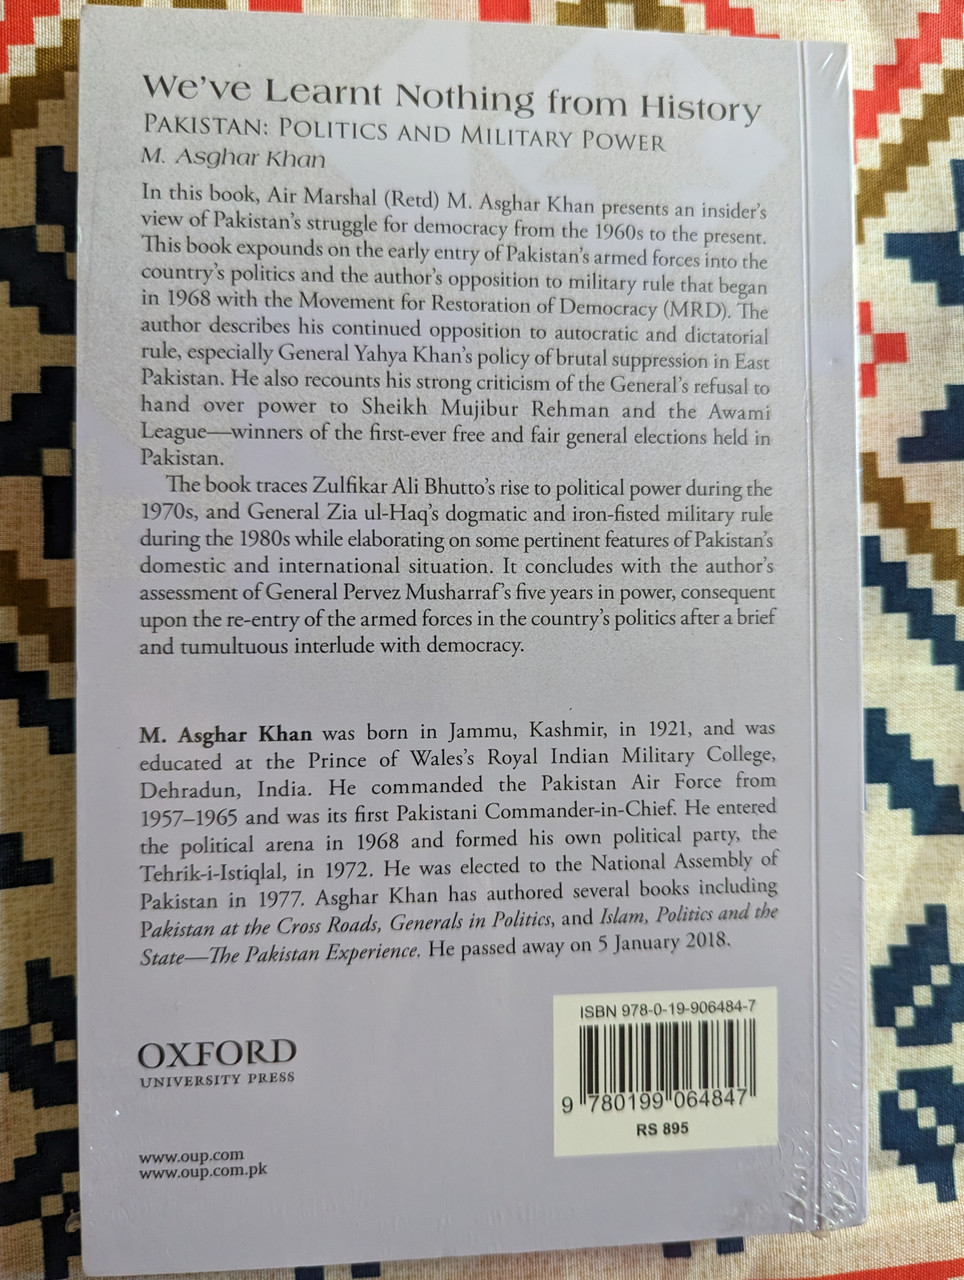 We've Learnt Nothing from History
PAKISTAN: POLITICS AND MILITARY POWER
M. Asghar Khan
In this book, Air Marshal (Retd) M. Asghar Khan presents an insider's
view of Pakistan's struggle for democracy from the 1960s to the present.
This book expounds on the early entry of Pakistan's armed forces into the
country's politics and the author's opposition to military rule that began
in 1968 with the Movement for Restoration of Democracy (MRD). The
author describes his continued opposition to autocratic and dictatorial
rule, especially General Yahya Khan's policy of brutal suppression in East
Pakistan. He also recounts his strong criticism of the General's refusal to
hand over power to Sheikh Mujibur Rehman and the Awami
League—winners of the first-ever free and fair general elections held in
Pakistan.
The book traces Zulfikar Ali Bhutto's rise to political power during the
1970s, and General Zia ul-Haq's dogmatic and iron-fisted military rule
during the 1980s while elaborating on some pertinent features of Pakistan's
domestic and international situation. It concludes with the author's
assessment of General Pervez Musharraf's five years in power, consequent
upon the re-entry of the armed forces in the country's politics after a brief
and tumultuous interlude with democracy.
M. Asghar Khan was born in Jammu, Kashmir, in 1921, and was
educated at the Prince of Wales's Royal Indian Military College,
Dehradun, India. He commanded the Pakistan Air Force from
1957–1965 and was its first Pakistani Commander-in-Chief. He entered
the political arena in 1968 and formed his own political party, the
Tehrik-i-Istiqlal, in 1972. He was elected to the National Assembly of
Pakistan in 1977. Asghar Khan has authored several books including
Pakistan at the Cross Roads, Generals in Politics, and Islam, Politics and the
State—The Pakistan Experience. He passed away on 5 January 2018.
ISBN 978-0-19-906484-7
9 780199 064847
RS 895
OXFORD
UNIVERSITY PRESS
www.oup.com
www.oup.com.pk